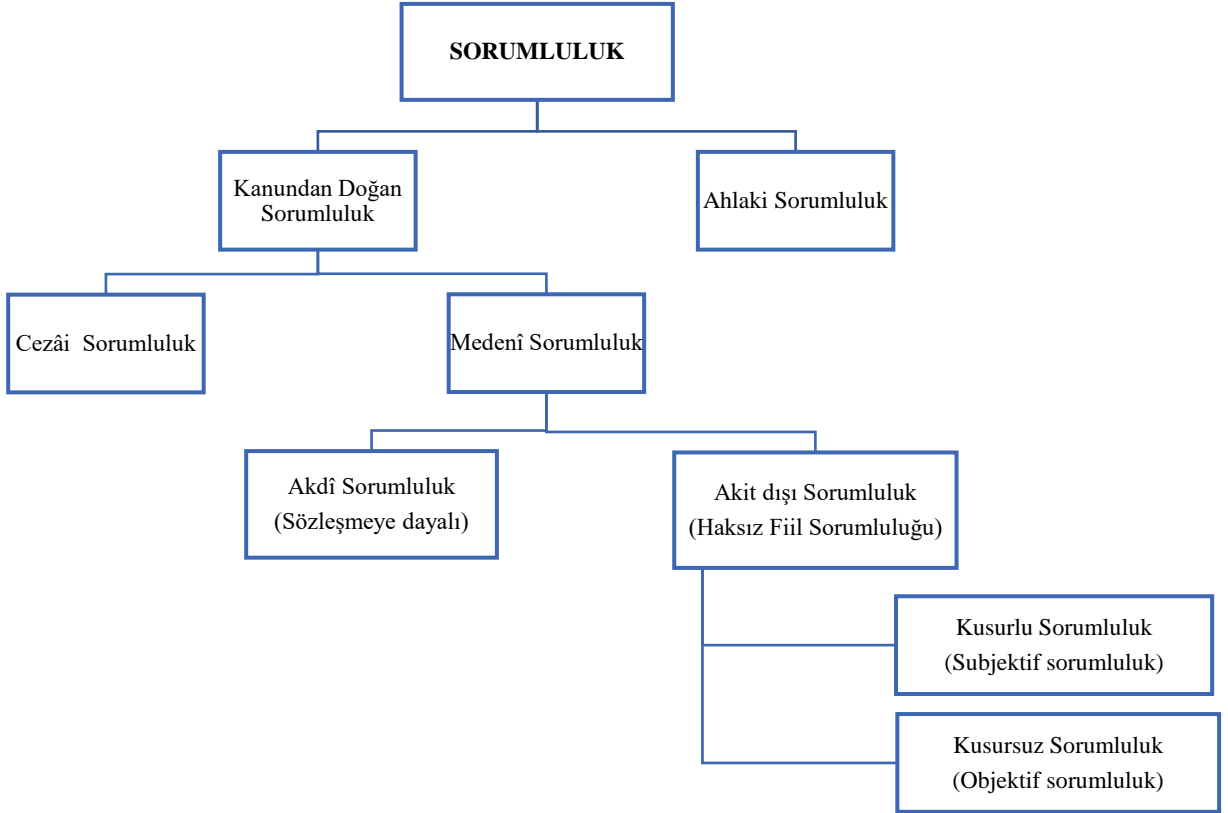 SORUMLULUK
Kanundan Doğan
Sorumluluk
Ahlaki Sorumluluk
Cezâi Sorumluluk
Medenî Sorumluluk
Akdî Sorumluluk
(Sözleşmeye dayalı)
Akit dışı Sorumluluk
(Haksız Fiil Sorumluluğu)
Kusurlu Sorumluluk
(Subjektif sorumluluk)
Kusursuz Sorumluluk
(Objektif sorumluluk)